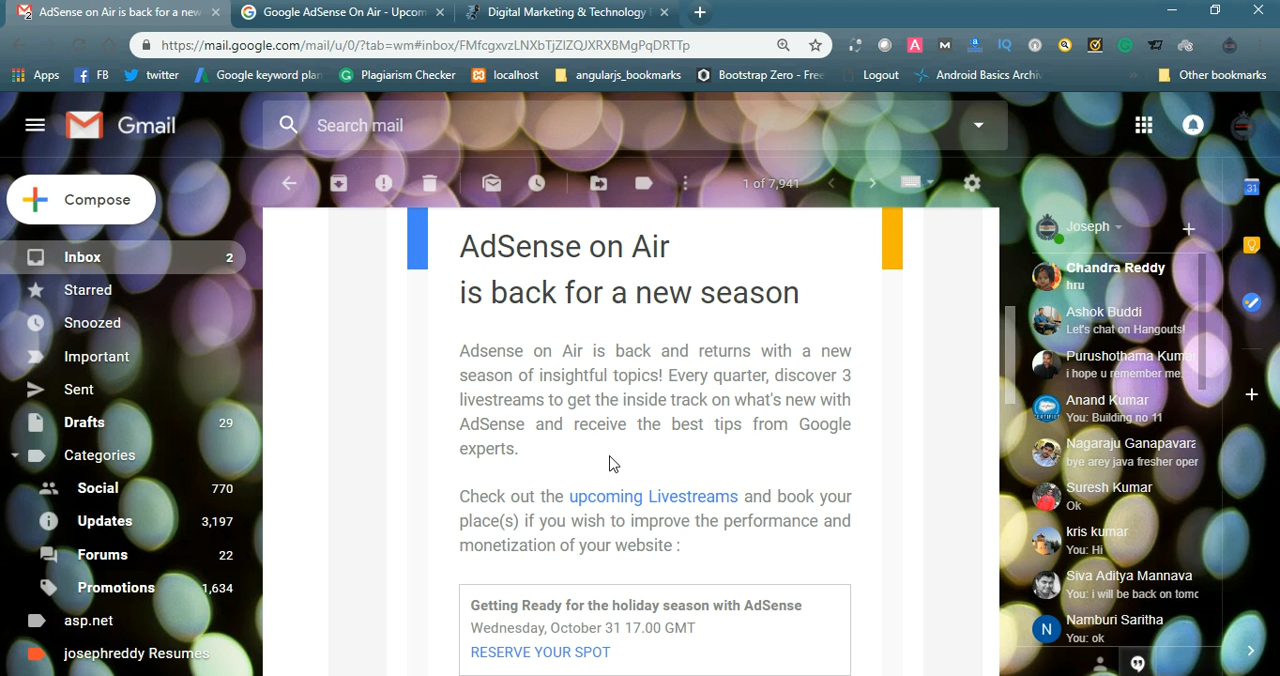 AdSense on Air is back for a new
Google AdSense On Air - Upcom
Digital Marketing & Technology
https://mail.google.com/mail/u/0/?tab=wm#inbox/FMfcgxvzLNXbTjZlZQJXRXBMgPqDRTTp
Apps
FB
twitter
Google keyword plan
Plagiarism Checker
localhost
angularjs_bookmarks
Bootstrap Zero - Free
Logout
Android Basics Archiv
Other bookmarks
Gmail
Search mail
Compose
1 of 7,941
Inbox 2
Starred
Snoozed
Important
Sent
Drafts 29
Categories
Social 770
Updates 3,197
Forums 22
Promotions 1,634
asp.net
josephreddy Resumes
AdSense on Air
is back for a new season
Adsense on Air is back and returns with a new
season of insightful topics! Every quarter, discover 3
livestreams to get the inside track on what's new with
AdSense and receive the best tips from Google
experts.
Check out the upcoming Livestreams and book your
place(s) if you wish to improve the performance and
monetization of your website :
Getting Ready for the holiday season with AdSense
Wednesday, October 31 17.00 GMT
RESERVE YOUR SPOT
Joseph
Chandra Reddy
hru
Ashok Buddi
Let's chat on Hangouts!
Purushothama Kuma
i hope u remember me.
Anand Kumar
You: Building no 11
Nagaraju Ganapavara
bye arey java fresher oper
Suresh Kumar
Ok
kris kumar
You: Hi
Siva Aditya Mannava
You: i will be back on tomo
N
Namburi Saritha
You: ok
31